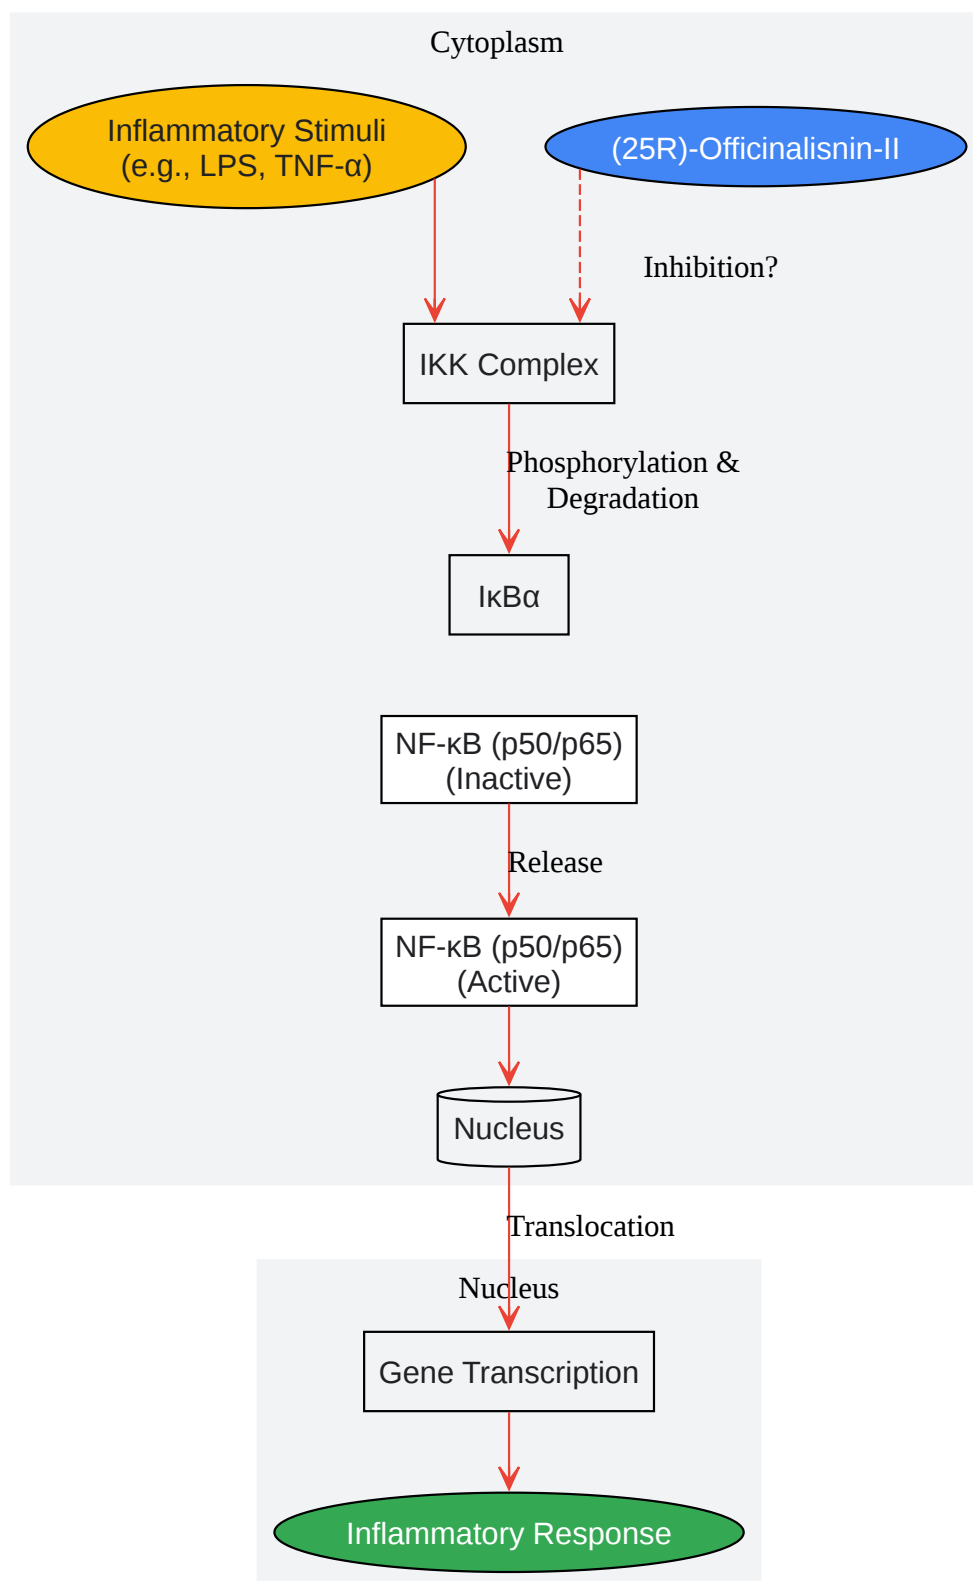 Cytoplasm
Inflammatory Stimuli
(e.g., LPS, TNF-α)
(25R)-Officinalisnin-II
Inhibition?
IKK Complex
Phosphorylation &
Degradation
IκBα
NF-κB (p50/p65)
(Inactive)
Release
NF-κB (p50/p65)
(Active)
Nucleus
Translocation
Nucleus
Gene Transcription
Inflammatory Response